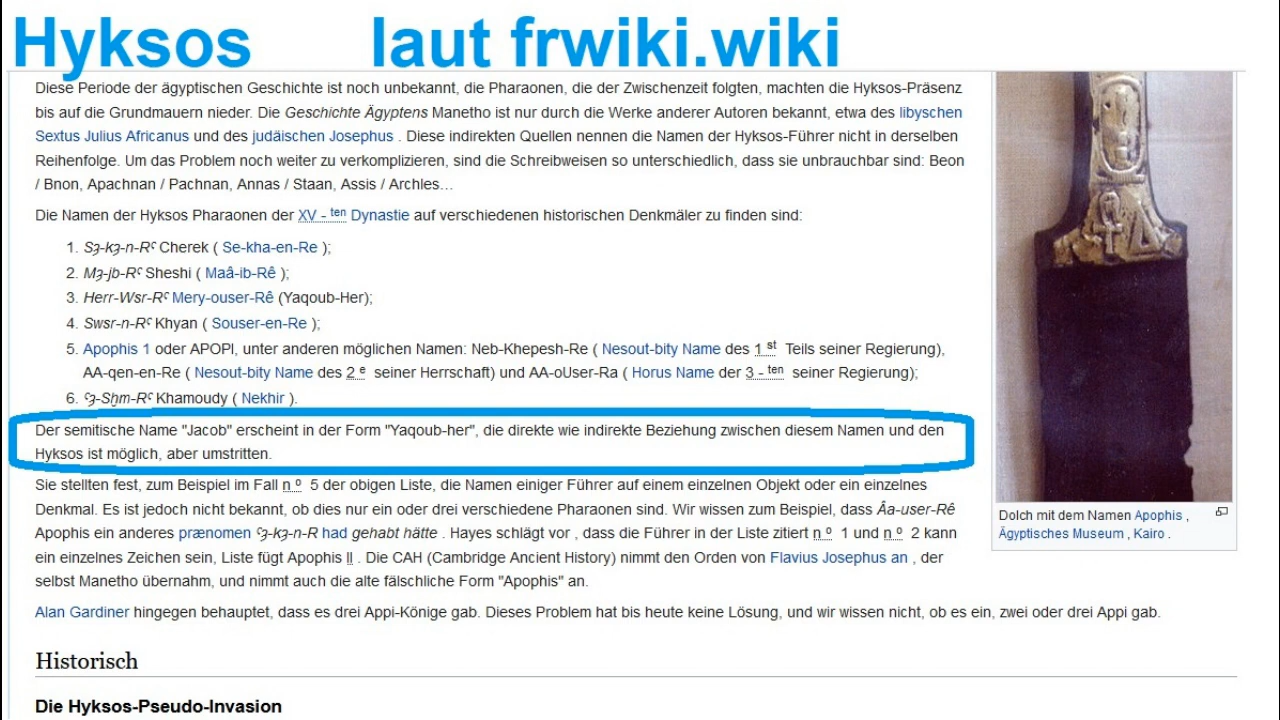 Hyksos laut frwiki.wiki
Diese Periode der ägyptischen Geschichte ist noch unbekannt, die Pharaonen, die der Zwischenzeit folgten, machten die Hyksos-Präsenz
bis auf die Grundmauern nieder. Die Geschichte Ägyptens Manetho ist nur durch die Werke anderer Autoren bekannt, etwa des libyschen
Sextus Julius Africanus und des judäischen Josephus . Diese indirekten Quellen nennen die Namen der Hyksos-Führer nicht in derselben
Reihenfolge. Um das Problem noch weiter zu verkomplizieren, sind die Schreibweisen so unterschiedlich, dass sie unbrauchbar sind: Beon
/ Bnon, Apachnan / Pachnan, Annas / Staan, Assis / Archles…
Die Namen der Hyksos Pharaonen der XV - ten Dynastie auf verschiedenen historischen Denkmäler zu finden sind:
1. Sȝ-kȝ-n-Rˁ Cherek ( Se-kha-en-Re );
2. Mȝ-jb-Rˁ Sheshi ( Maâ-ib-Rê );
3. Herr-Wsr-Rˁ Mery-ouser-Rê (Yaqoub-Her);
4. Swsr-n-Rˁ Khyan ( Souser-en-Re );
5. Apophis 1 oder APOPI, unter anderen möglichen Namen: Neb-Khepesh-Re ( Nesout-bity Name des 1 st Teils seiner Regierung),
AA-qen-en-Re ( Nesout-bity Name des 2 e seiner Herrschaft) und AA-oUser-Ra ( Horus Name der 3 - ten seiner Regierung);
6. ˁȝ-Sḥm-Rˁ Khamoudy ( Nekhir ).
Der semitische Name "Jacob" erscheint in der Form "Yaqoub-her", die direkte wie indirekte Beziehung zwischen diesem Namen und den
Hyksos ist möglich, aber umstritten.
Sie stellten fest, zum Beispiel im Fall n º 5 der obigen Liste, die Namen einiger Führer auf einem einzelnen Objekt oder ein einzelnes
Denkmal. Es ist jedoch nicht bekannt, ob dies nur ein oder drei verschiedene Pharaonen sind. Wir wissen zum Beispiel, dass Âa-user-Rê
Apophis ein anderes prænomen ˁȝ-kȝ-n-R had gehabt hätte . Hayes schlägt vor , dass die Führer in der Liste zitiert n º 1 und n º 2 kann
ein einzelnes Zeichen sein, Liste fügt Apophis II . Die CAH (Cambridge Ancient History) nimmt den Orden von Flavius Josephus an , der
selbst Manetho übernahm, und nimmt auch die alte fälschliche Form "Apophis" an.
Alan Gardiner hingegen behauptet, dass es drei Appi-Könige gab. Dieses Problem hat bis heute keine Lösung, und wir wissen nicht, ob es ein, zwei oder drei Appi gab.
Dolch mit dem Namen Apophis ,
Ägyptisches Museum , Kairo .
Historisch
Die Hyksos-Pseudo-Invasion